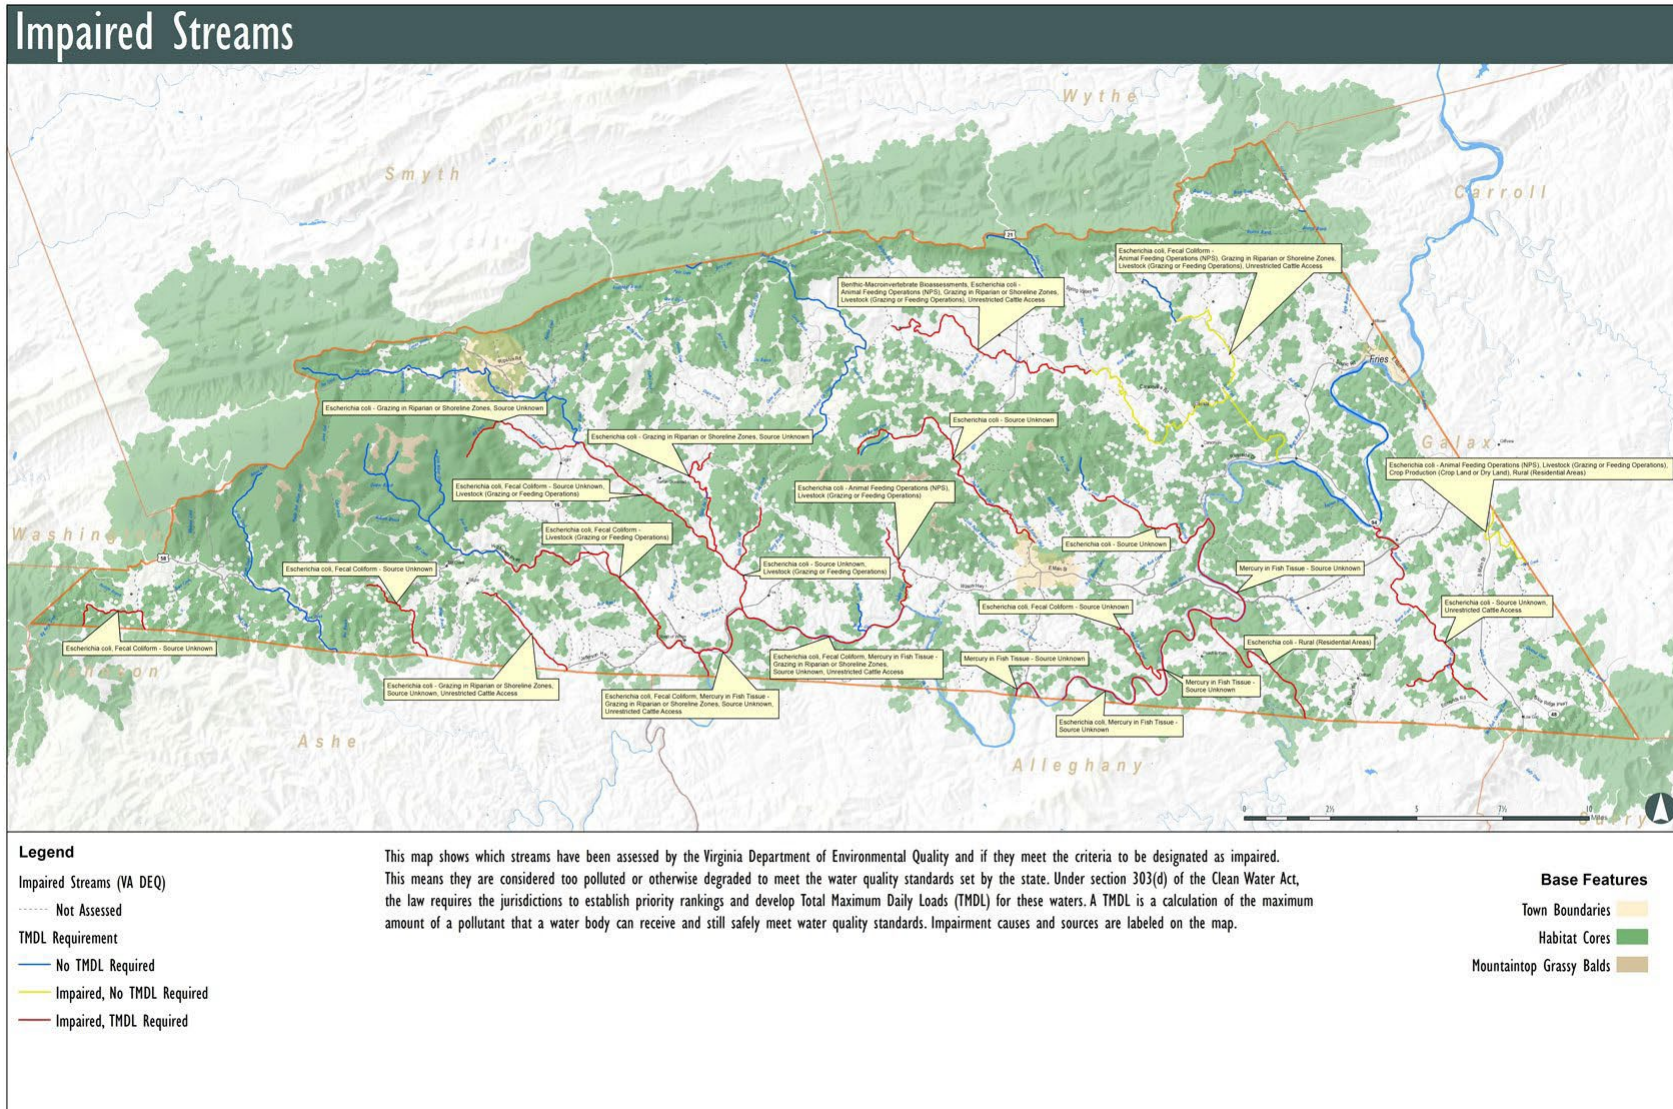 Impaired Streams
Wythe
Smyth
Carroll
Escherichia coli, Fecal Coliform -
Animal Feeding Operations (NPS), Grazing in Riparian or Shoreline Zones,
Livestock (Grazing or Feeding Operations), Unrestricted Cattle Access
21
Benthic-Macroinvertebrate Bioassessments, Escherichia coli -
Animal Feeding Operations (NPS), Grazing in Riparian or Shoreline Zones,
Livestock (Grazing or Feeding Operations), Unrestricted Cattle Access
Fries
Escherichia coli - Grazing in Riparian or Shoreline Zones, Source Unknown
Escherichia coli - Source Unknown
Escherichia coli - Grazing in Riparian or Shoreline Zones, Source Unknown
Galax
Escherichia coli - Animal Feeding Operations (NPS), Livestock (Grazing or Feeding Operations),
Crop Production (Crop Land or Dry Land), Rural (Residential Areas)
Escherichia coli, Fecal Coliform - Source Unknown,
Livestock (Grazing or Feeding Operations)
Escherichia coli - Animal Feeding Operations (NPS),
Livestock (Grazing or Feeding Operations)
16
94
Escherichia coli, Fecal Coliform -
Livestock (Grazing or Feeding Operations)
Washington
Escherichia coli - Source Unknown
58
Escherichia coli, Fecal Coliform - Source Unknown
Escherichia coli - Source Unknown,
Livestock (Grazing or Feeding Operations)
E Main St
Mercury in Fish Tissue - Source Unknown
Escherichia coli, Fecal Coliform - Source Unknown
Escherichia coli - Source Unknown,
Unrestricted Cattle Access
Escherichia coli, Fecal Coliform - Source Unknown
Escherichia coli - Rural (Residential Areas)
Escherichia coli, Fecal Coliform, Mercury in Fish Tissue -
Grazing in Riparian or Shoreline Zones,
Source Unknown, Unrestricted Cattle Access
Mercury in Fish Tissue - Source Unknown
Johnson
Mercury in Fish Tissue -
Source Unknown
Escherichia coli - Grazing in Riparian or Shoreline Zones,
Source Unknown, Unrestricted Cattle Access
Escherichia coli, Fecal Coliform, Mercury in Fish Tissue -
Grazing in Riparian or Shoreline Zones, Source Unknown,
Unrestricted Cattle Access
Escherichia coli, Mercury in Fish Tissue -
Source Unknown
Ashe
Alleghany
0 2½ 5 7½ 10
Miles
Surry
Legend
Impaired Streams (VA DEQ)
Not Assessed
TMDL Requirement
No TMDL Required
Impaired, No TMDL Required
Impaired, TMDL Required
This map shows which streams have been assessed by the Virginia Department of Environmental Quality and if they meet the criteria to be designated as impaired.
This means they are considered too polluted or otherwise degraded to meet the water quality standards set by the state. Under section 303(d) of the Clean Water Act,
the law requires the jurisdictions to establish priority rankings and develop Total Maximum Daily Loads (TMDL) for these waters. A TMDL is a calculation of the maximum
amount of a pollutant that a water body can receive and still safely meet water quality standards. Impairment causes and sources are labeled on the map.
Base Features
Town Boundaries
Habitat Cores
Mountaintop Grassy Balds